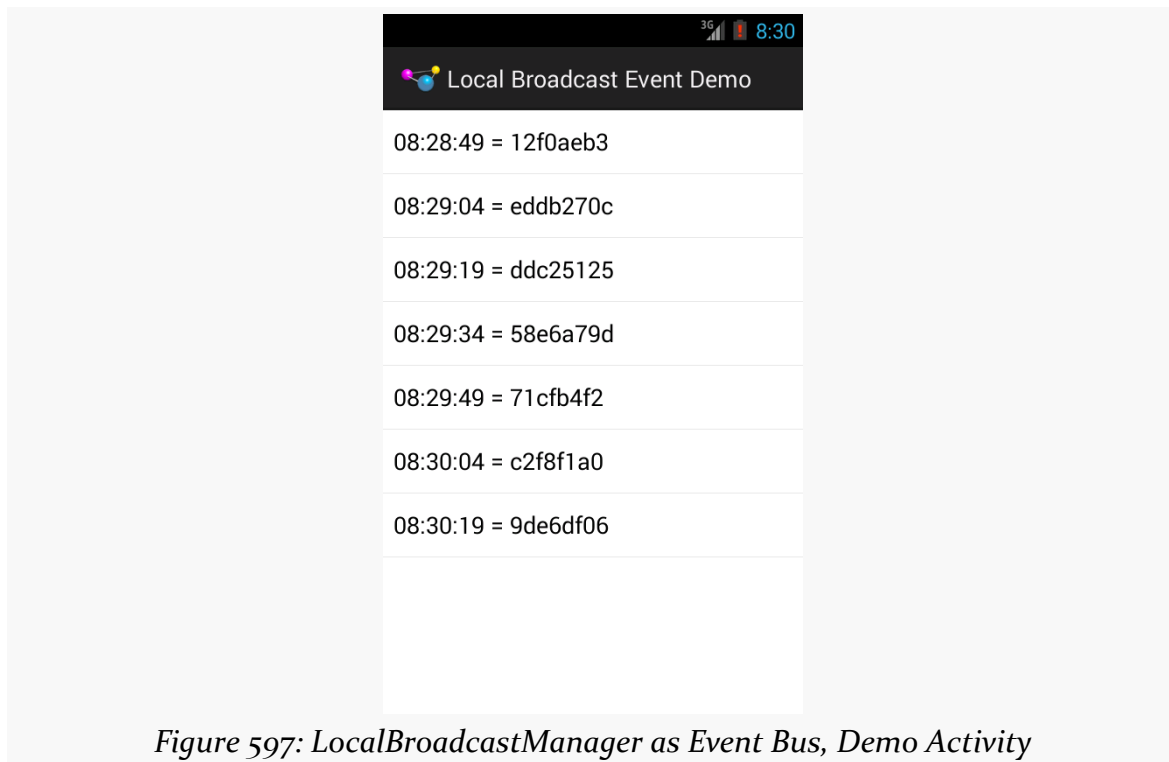 3G 8:30
Local Broadcast Event Demo
08:28:49 = 12f0aeb3
08:29:04 = eddb270c
08:29:19 = ddc25125
08:29:34 = 58e6a79d
08:29:49 = 71cfb4f2
08:30:04 = c2f8f1a0
08:30:19 = 9de6df06
Figure 597: LocalBroadcastManager as Event Bus, Demo Activity